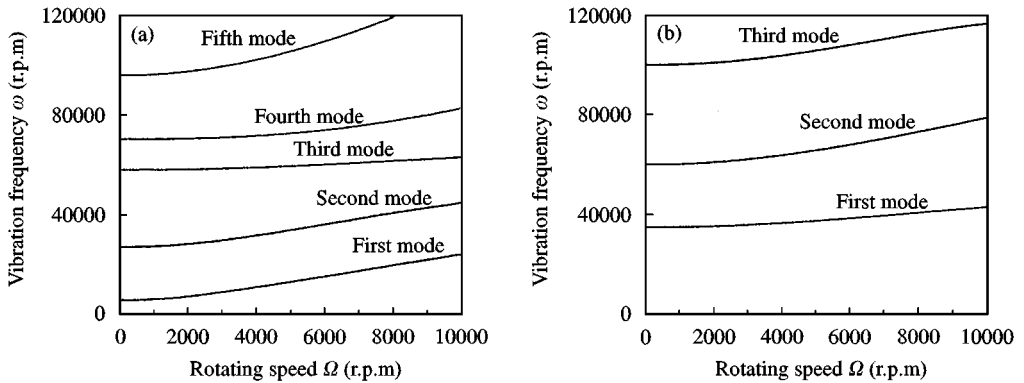 120000
80000
40000
0
Vibration frequency ω (r.p.m)
(a)
Fifth mode
Fourth mode
Third mode
Second mode
First mode
0 2000 4000 6000 8000 10000
Rotating speed Ω (r.p.m)
120000
80000
40000
0
Vibration frequency ω (r.p.m)
(b)
Third mode
Second mode
First mode
0 2000 4000 6000 8000 10000
Rotating speed Ω (r.p.m)